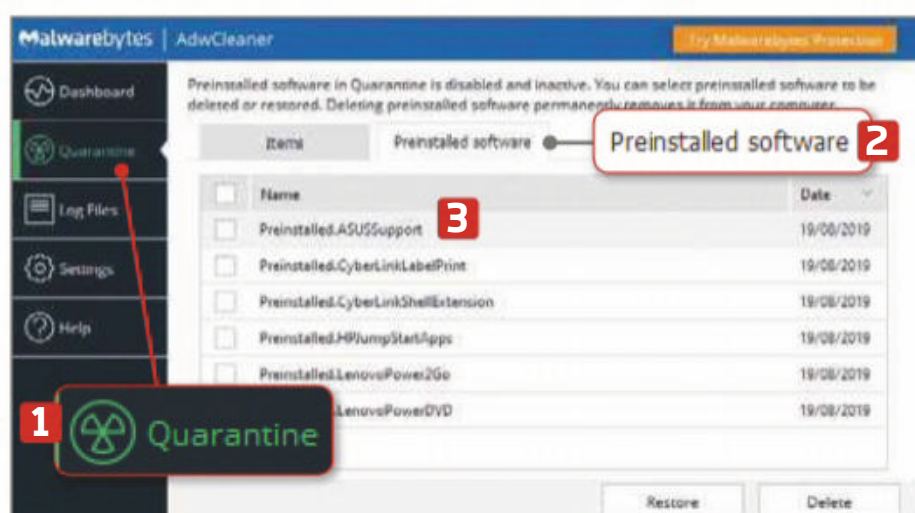 Malwarebytes | AdwCleaner
Try Malwarebytes Protection
Dashboard
Quarantine
Log Files
Settings
Help
Preinstalled software in Quarantine is disabled and inactive. You can select preinstalled software to be
deleted or restored. Deleting preinstalled software permanently removes it from your computer.
Items
Preinstalled software
Preinstalled software 2
Name
Date
Preinstalled.ASUSSupport
3
19/08/2019
Preinstalled.CyberLinkLabelPrint
19/08/2019
Preinstalled.CyberLinkShellExtension
19/08/2019
Preinstalled.HPJumpStartApps
19/08/2019
Preinstalled.LenovoPower2Go
19/08/2019
LenovoPowerDVD
19/08/2019
1 Quarantine
Restore
Delete